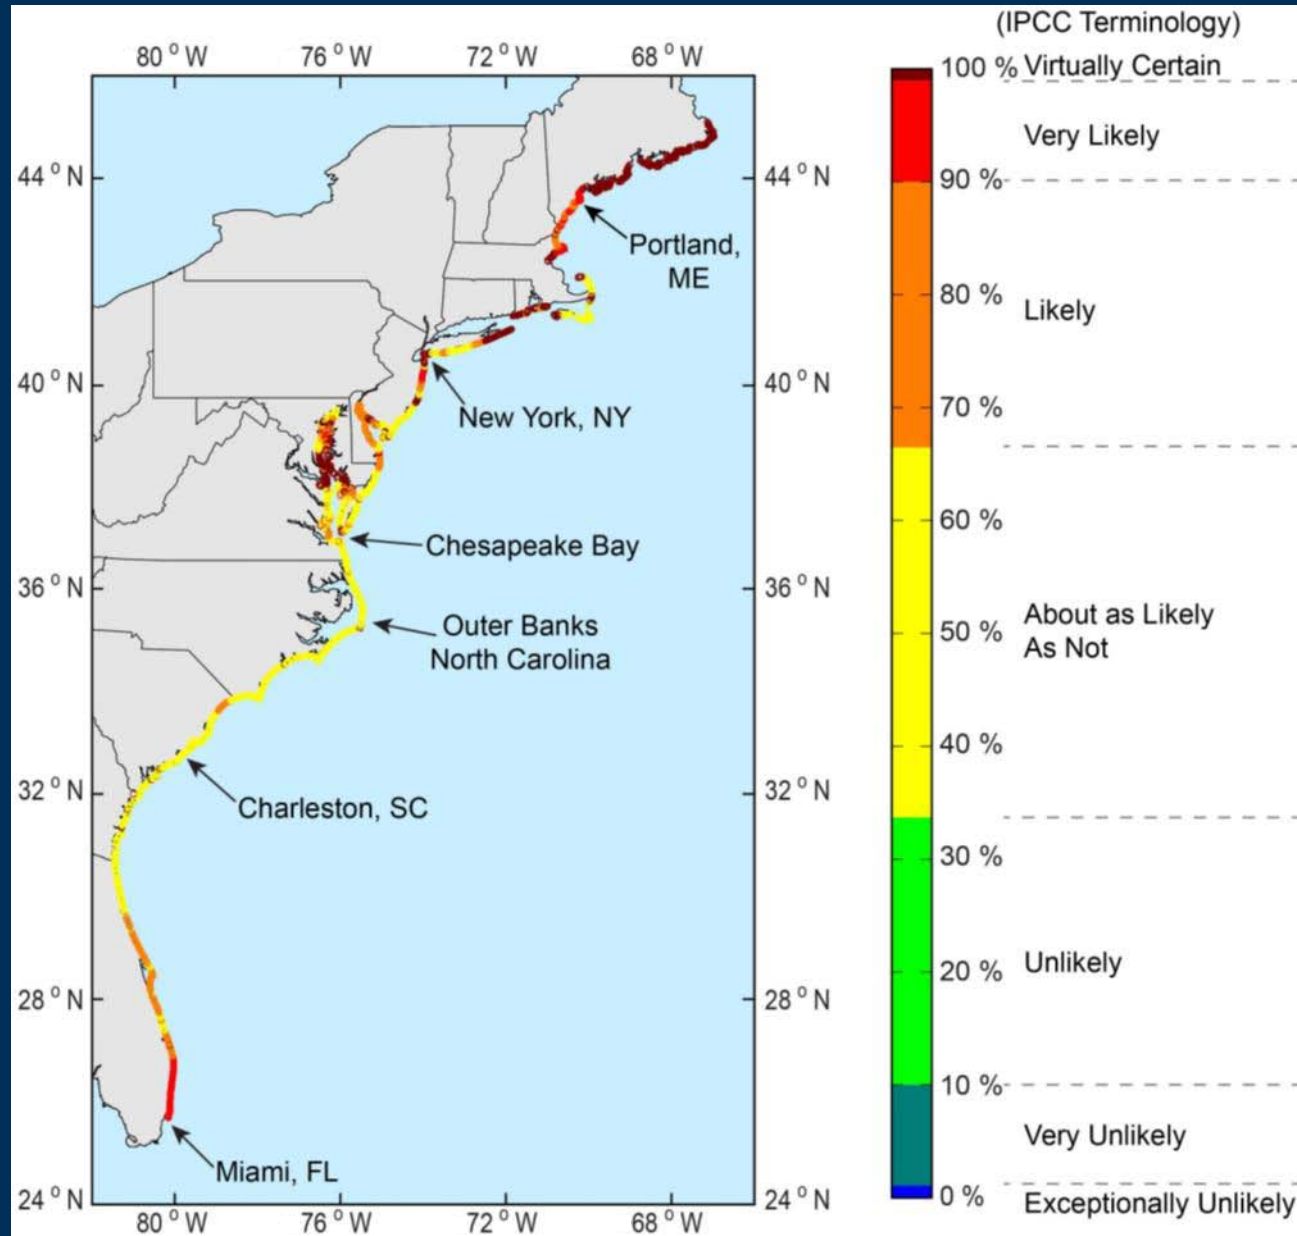 (IPCC Terminology)
80 °W 76 °W 72 °W 68 °W
100 % Virtually Certain
Very Likely
44 °N 44 °N 90 %
Portland,
ME
80 %
Likely
40 °N 40 °N
70 %
New York, NY
60 %
Chesapeake Bay
36 °N 36 °N
About as Likely
As Not
50 %
Outer Banks
North Carolina
40 %
32 °N 32 °N
Charleston, SC
30 %
Unlikely
20 %
28 °N 28 °N
10 %
Very Unlikely
Miami, FL
24 °N 24 °N
0 %
Exceptionally Unlikely
80 °W 76 °W 72 °W 68 °W